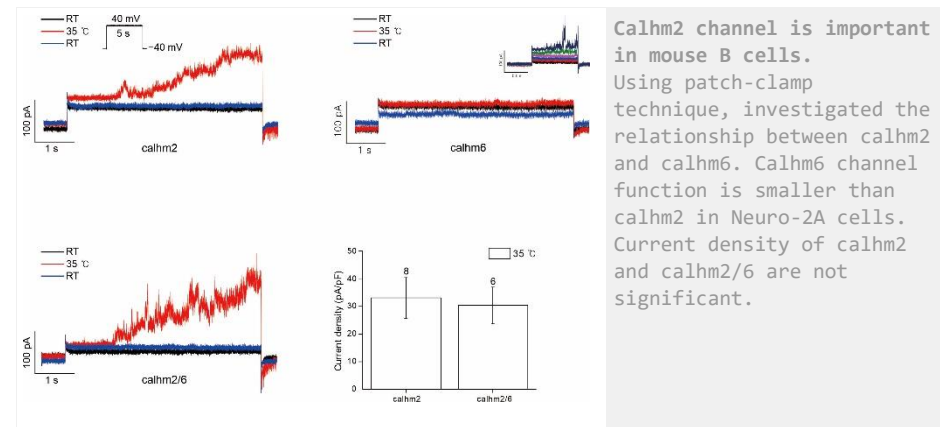 RT
35 ℃
RT
40 mV
5 s
-40 mV
100 pA
1 s
calhm2
RT
35 ℃
RT
100 pA
1 s
calhm6
RT
35 ℃
RT
100 pA
1 s
calhm2/6
50
40
30
20
10
0
Current density (pA/pF)
8
6
35 ℃
calhm2
calhm2/6
Calhm2 channel is important
in mouse B cells.
Using patch-clamp
technique, investigated the
relationship between calhm2
and calhm6. Calhm6 channel
function is smaller than
calhm2 in Neuro-2A cells.
Current density of calhm2
and calhm2/6 are not
significant.